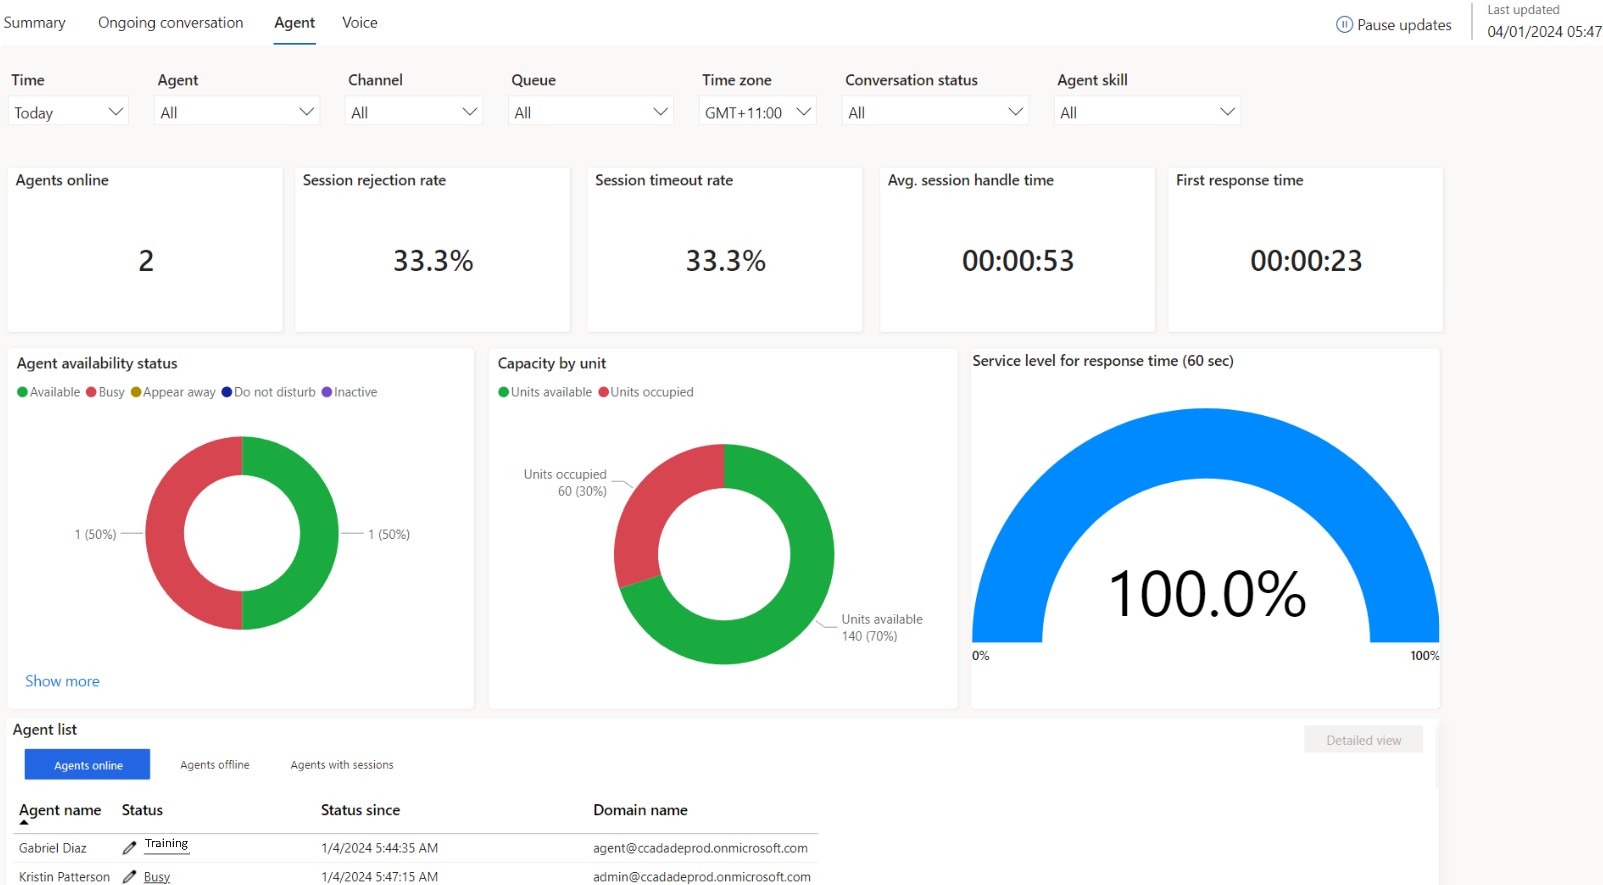 Summary Ongoing conversation Agent Voice
Pause updates
Last updated
04/01/2024 05:47
Time Agent Channel Queue Time zone Conversation status Agent skill
Today All All All GMT+11:00 All All
Agents online
2
Session rejection rate
33.3%
Session timeout rate
33.3%
Avg. session handle time
00:00:53
First response time
00:00:23
Agent availability status
Available Busy Appear away Do not disturb Inactive
1 (50%)
1 (50%)
Show more
Capacity by unit
Units available Units occupied
Units occupied
60 (30%)
Units available
140 (70%)
Service level for response time (60 sec)
100.0%
0% 100%
Agent list
Detailed view
Agents online Agents offline Agents with sessions
Agent name Status Status since Domain name
Gabriel Diaz Training 1/4/2024 5:44:35 AM agent@ccadadeprod.onmicrosoft.com
Kristin Patterson Busy 1/4/2024 5:47:15 AM admin@ccadadeprod.onmicrosoft.com